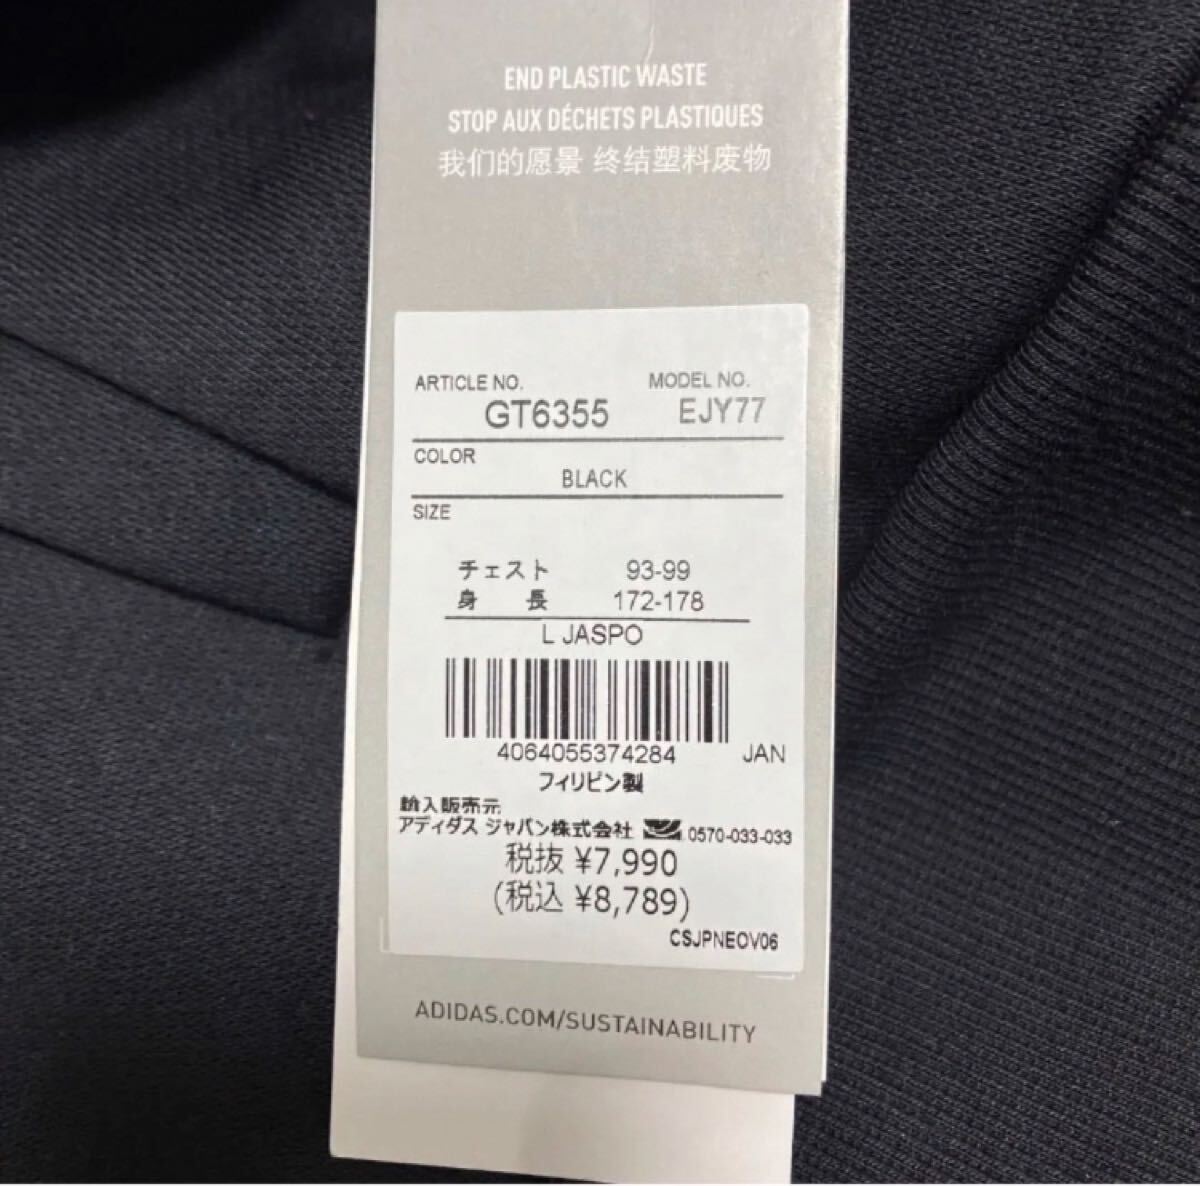 END PLASTIC WASTE
STOP AUX DÉCHETS PLASTIQUES
我们的愿景 终结塑料废物
ARTICLE NO. MODEL NO.
GT6355 EJY77
COLOR
BLACK
SIZE
チェスト 93-99
身 長 172-178
L JASPO
4064055374284 JAN
フィリピン製
輸入販売元
アディダス ジャパン株式会社 0570-033-033
税抜 ¥7,990
(税込 ¥8,789)
CSJPNEOV06
ADIDAS.COM/SUSTAINABILITY